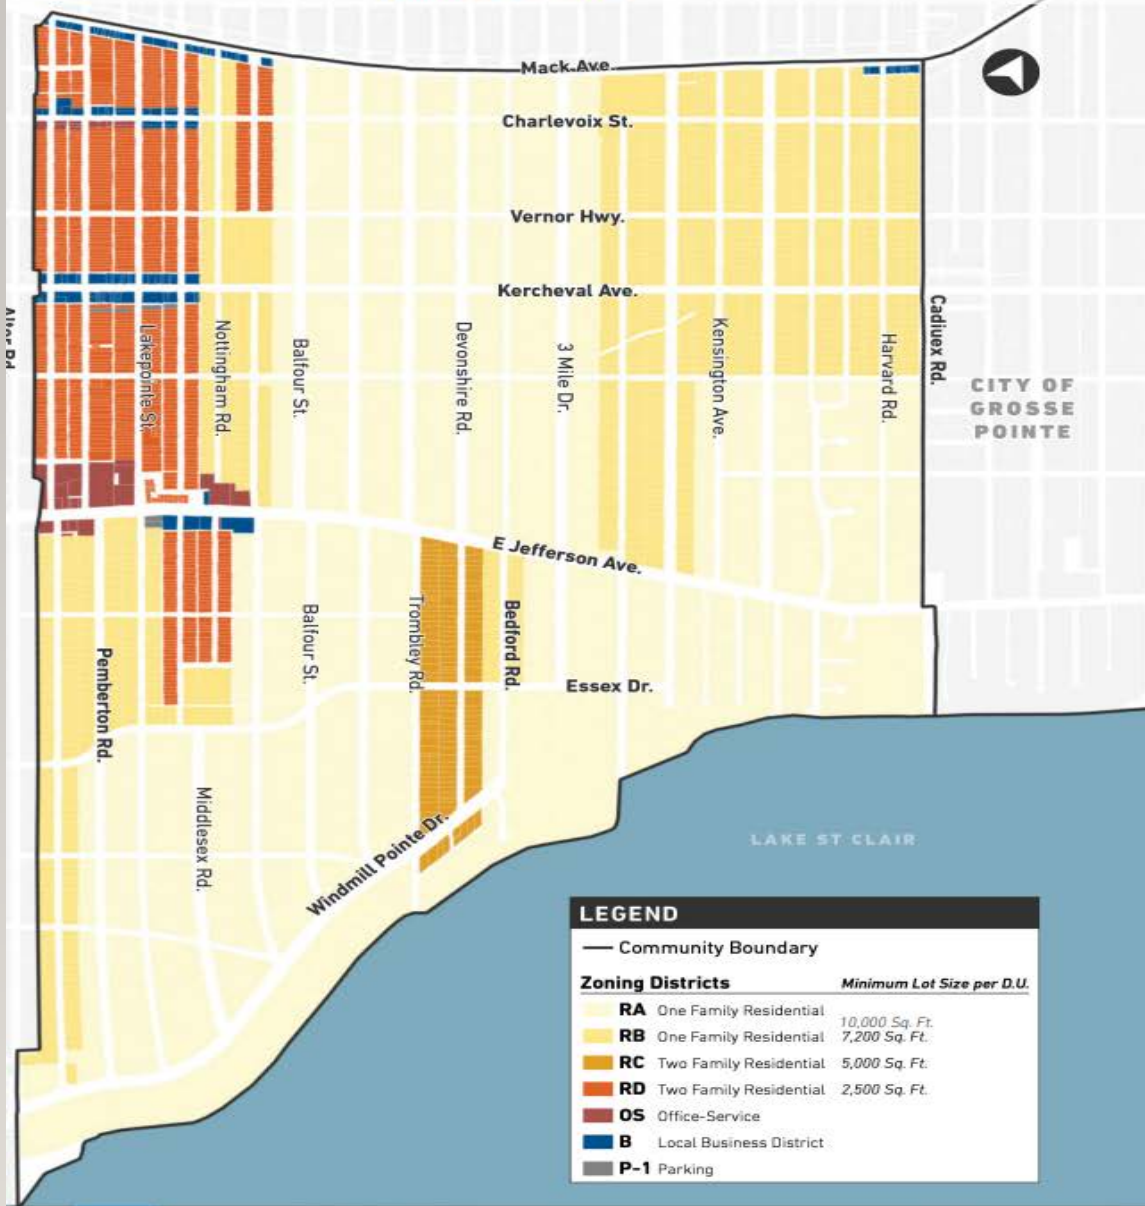 Mack Ave.
Charlevoix St.
Vernor Hwy.
Kercheval Ave.
Lakepointe St.
Nottingham Rd.
Balfour St.
Devonshire Rd.
3 Mile Dr.
Kensington Ave.
Harvard Rd.
Cadiuex Rd.
CITY OF
GROSSE
POINTE
E Jefferson Ave.
Pemberton Rd.
Balfour St.
Trombley Rd.
Bedford Rd.
Essex Dr.
Middlesex Rd.
Windmill Pointe Dr.
LAKE ST CLAIR
LEGEND
Community Boundary
Zoning Districts Minimum Lot Size per D.U.
RA One Family Residential 10,000 Sq. Ft.
RB One Family Residential 7,200 Sq. Ft.
RC Two Family Residential 5,000 Sq. Ft.
RD Two Family Residential 2,500 Sq. Ft.
OS Office-Service
B Local Business District
P-1 Parking